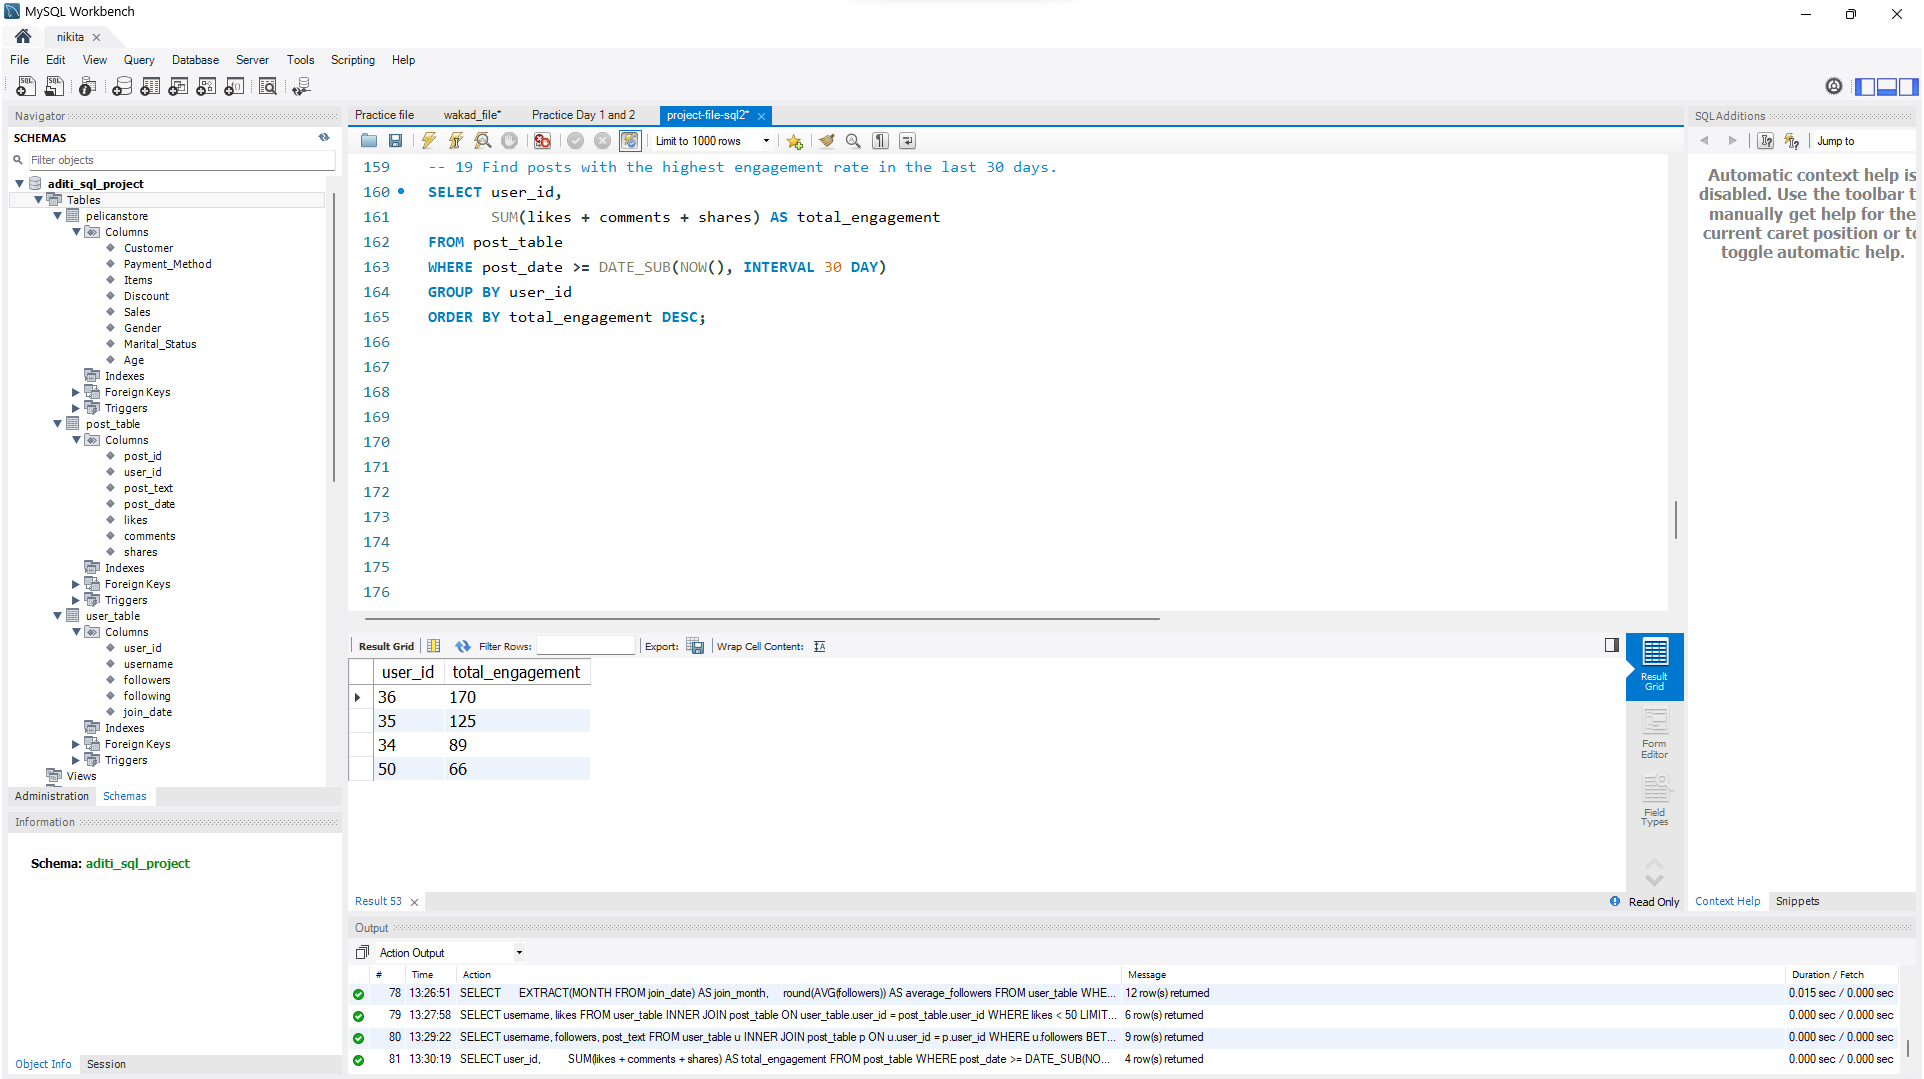 MySQL Workbench
nikita
File Edit View Query Database Server Tools Scripting Help
Navigator
SCHEMAS
Filter objects
aditi_sql_project
Tables
pelicanstore
Columns
Customer
Payment_Method
Items
Discount
Sales
Gender
Marital_Status
Age
Indexes
Foreign Keys
Triggers
post_table
Columns
post_id
user_id
post_text
post_date
likes
comments
shares
Indexes
Foreign Keys
Triggers
user_table
Columns
user_id
username
followers
following
join_date
Indexes
Foreign Keys
Triggers
Views
Administration Schemas
Information
Schema: aditi_sql_project
Object Info Session
Practice file wakad_file* Practice Day 1 and 2 project-file-sql2*
Limit to 1000 rows
159 -- 19 Find posts with the highest engagement rate in the last 30 days.
160 SELECT user_id,
161 SUM(likes + comments + shares) AS total_engagement
162 FROM post_table
163 WHERE post_date >= DATE_SUB(NOW(), INTERVAL 30 DAY)
164 GROUP BY user_id
165 ORDER BY total_engagement DESC;
166
167
168
169
170
171
172
173
174
175
176
Result Grid Filter Rows: Export: Wrap Cell Content:
user_id total_engagement
36 170
35 125
34 89
50 66
Result Grid
Form Editor
Field Types
Result 53
Read Only
SQLAdditions
Jump to
Automatic context help is
disabled. Use the toolbar t
manually get help for the
current caret position or to
toggle automatic help.
Context Help Snippets
Output
Action Output
# Time Action Message Duration / Fetch
78 13:26:51 SELECT EXTRACT(MONTH FROM join_date) AS join_month, round(AVG(followers)) AS average_followers FROM user_table WHE... 12 row(s) returned 0.015 sec / 0.000 sec
79 13:27:58 SELECT username, likes FROM user_table INNER JOIN post_table ON user_table.user_id = post_table.user_id WHERE likes < 50 LIMIT... 6 row(s) returned 0.000 sec / 0.000 sec
80 13:29:22 SELECT username, followers, post_text FROM user_table u INNER JOIN post_table p ON u.user_id = p.user_id WHERE u.followers BET... 9 row(s) returned 0.000 sec / 0.000 sec
81 13:30:19 SELECT user_id, SUM(likes + comments + shares) AS total_engagement FROM post_table WHERE post_date >= DATE_SUB(NO... 4 row(s) returned 0.000 sec / 0.000 sec